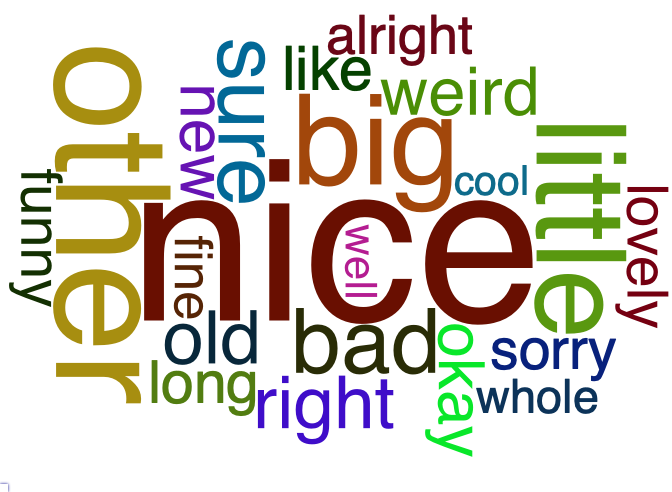 alright
like
weird
sure
new
other
big
little
cool
funny
nice
well
fine
lovely
old
bad
okay
sorry
long
right
whole